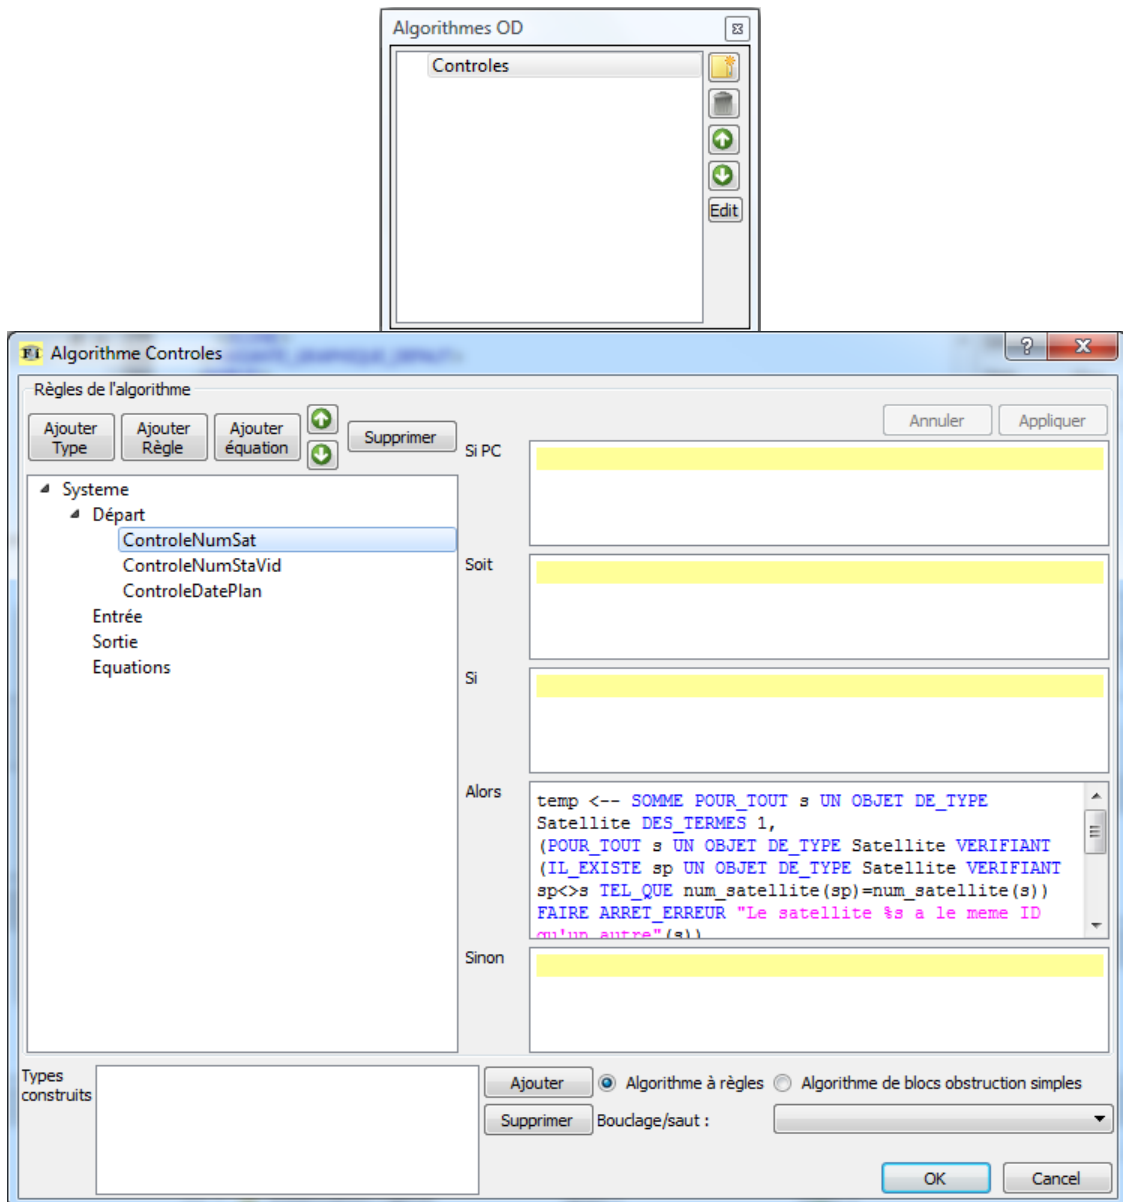 Algorithmes OD
Controles
Edit
Algorithme Controles
Règles de l'algorithme
Ajouter Type
Ajouter Règle
Ajouter équation
Supprimer
Annuler
Appliquer
Si PC
Systeme
Départ
ControleNumSat
ControleNumStaVid
ControleDatePlan
Entrée
Sortie
Equations
Soit
Si
Alors
temp <-- SOMME POUR_TOUT s UN OBJET DE_TYPE
Satellite DES_TERMES 1,
(POUR_TOUT s UN OBJET DE_TYPE Satellite VERIFIANT
(IL_EXISTE sp UN OBJET DE_TYPE Satellite VERIFIANT
sp<>s TEL_QUE num_satellite(sp)=num_satellite(s))
FAIRE ARRET_ERREUR "Le satellite %s a le meme ID
qu'un autre"(s))
Sinon
Types
construits
Ajouter
Algorithme à règles
Algorithme de blocs obstruction simples
Supprimer
Bouclage/saut :
OK
Cancel